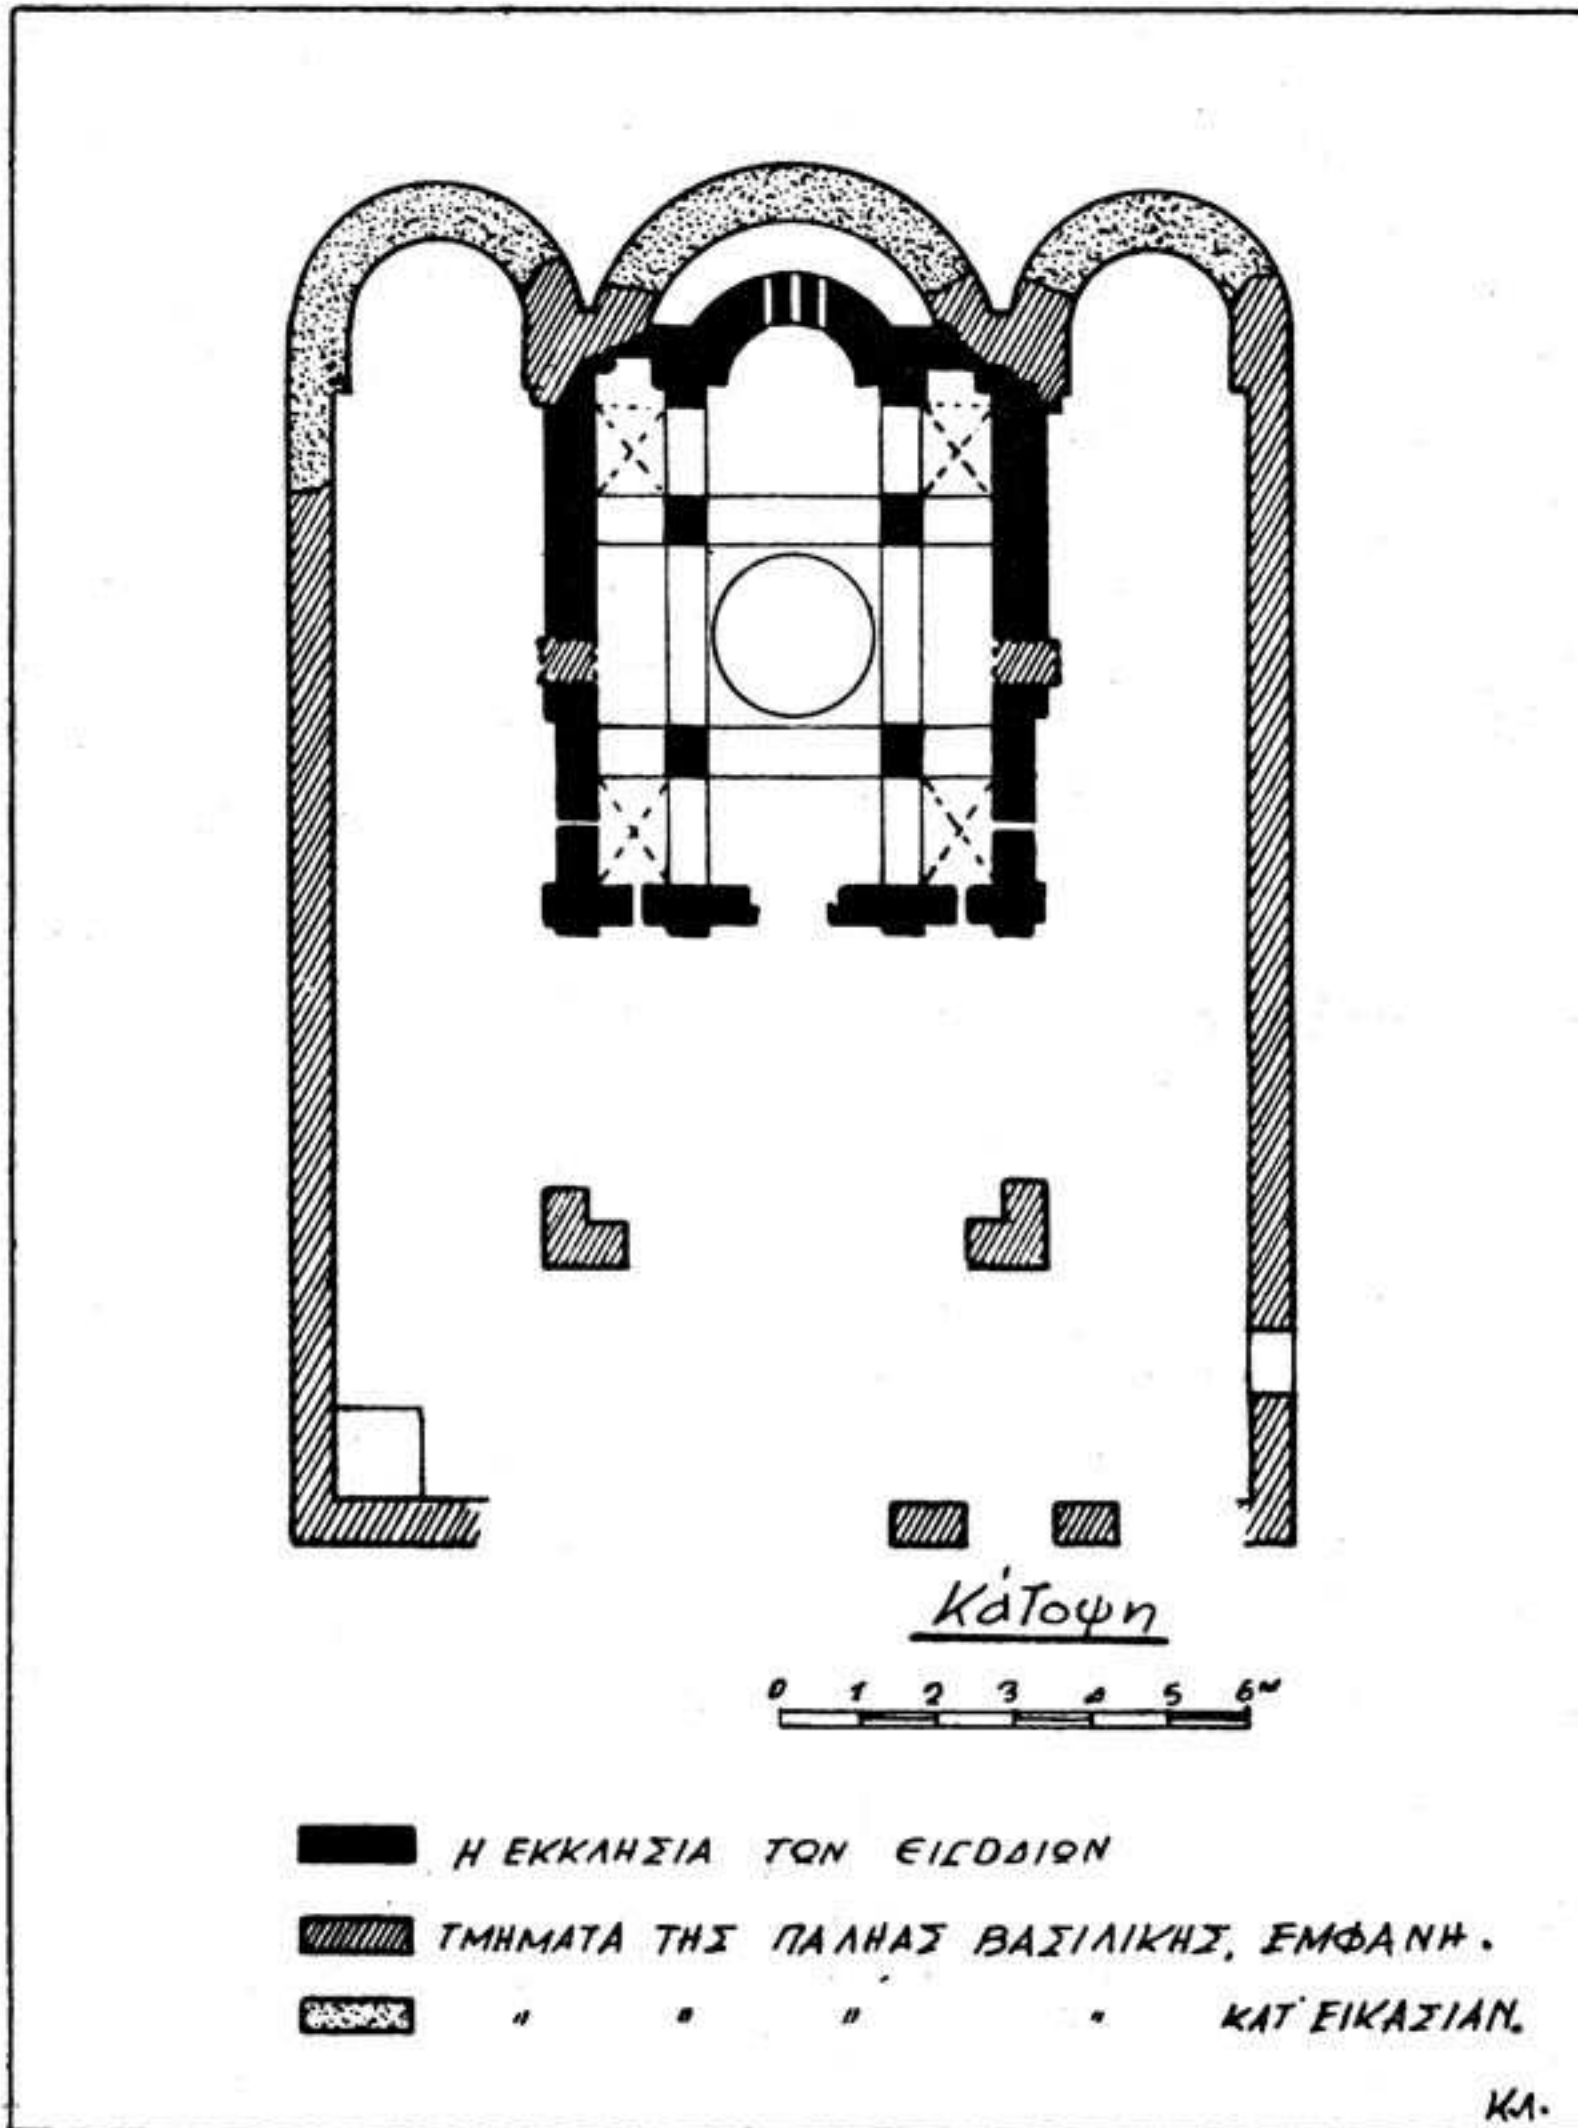 Κάτοψη
0 1 2 3 4 5 6μ
Η ΕΚΚΛΗΣΙΑ ΤΩΝ ΕΙΣΟΔΙΩΝ
ΤΜΗΜΑΤΑ ΤΗΣ ΠΑΛΗΑΣ ΒΑΣΙΛΙΚΗΣ, ΕΜΦΑΝΗ.
" " " " ΚΑΤ' ΕΙΚΑΣΙΑΝ.
ΚΛ.